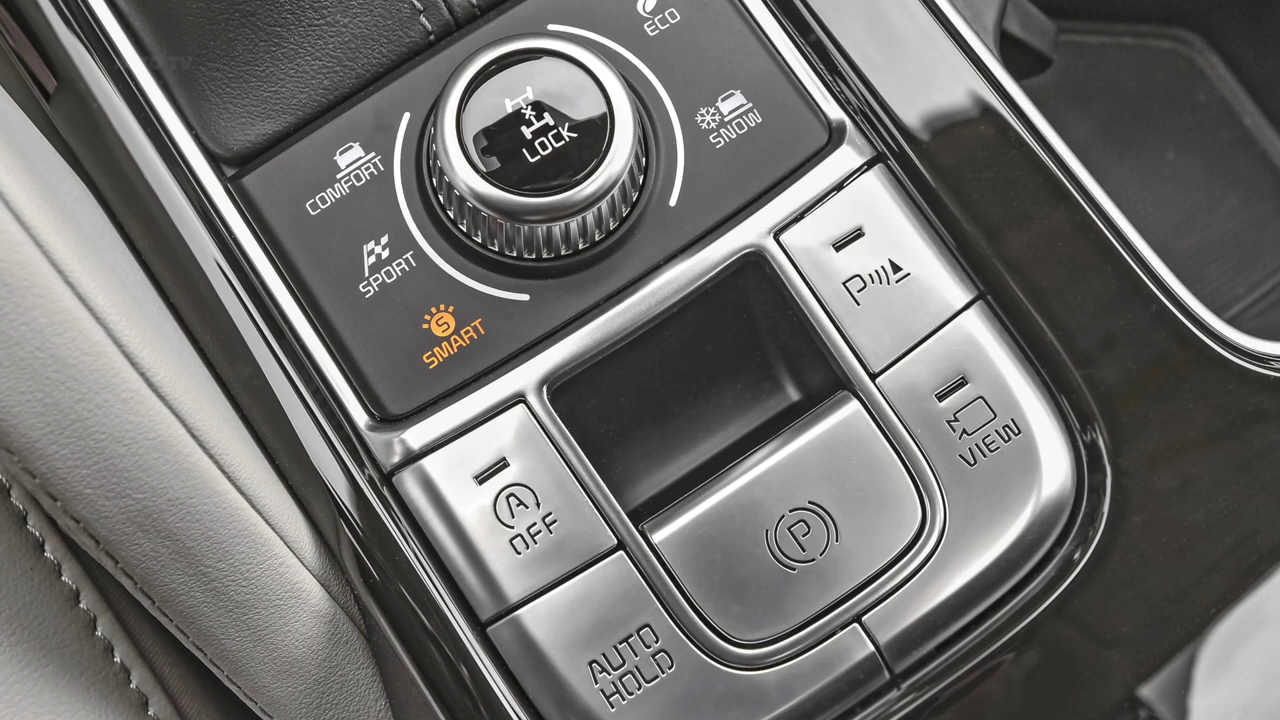 ECO
SNOW
LOCK
COMFORT
SPORT
S
SMART
P
VIEW
A
OFF
P
AUTO
HOLD